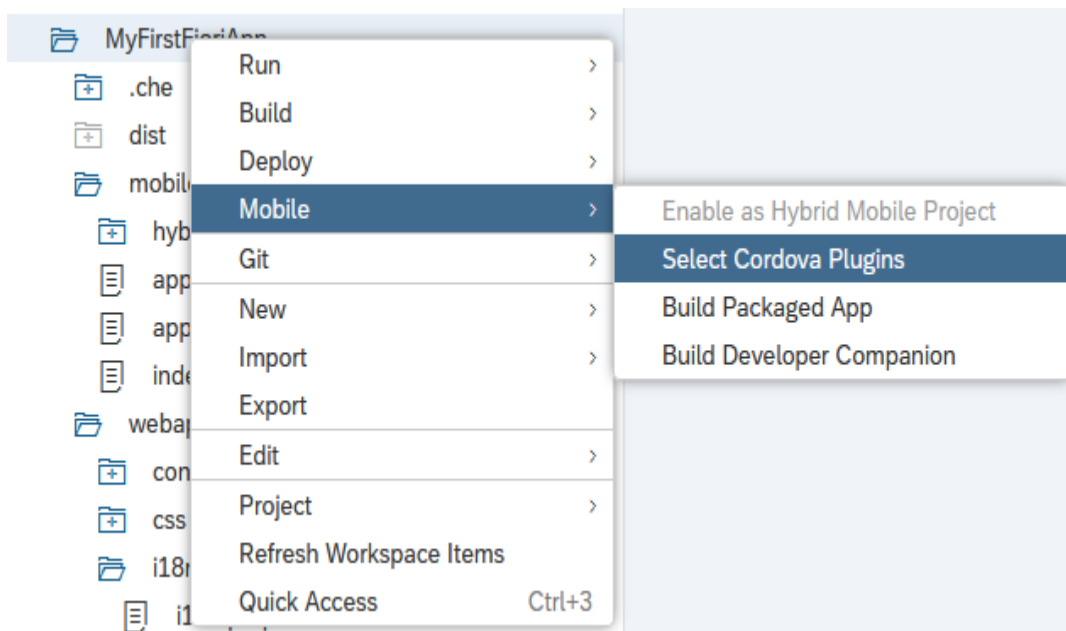 MyFirstFioriApp
.che
dist
Run
Build
Deploy
Mobile
Git
New
Import
Export
Edit
Project
Refresh Workspace Items
Quick Access Ctrl+3
Enable as Hybrid Mobile Project
Select Cordova Plugins
Build Packaged App
Build Developer Companion
css